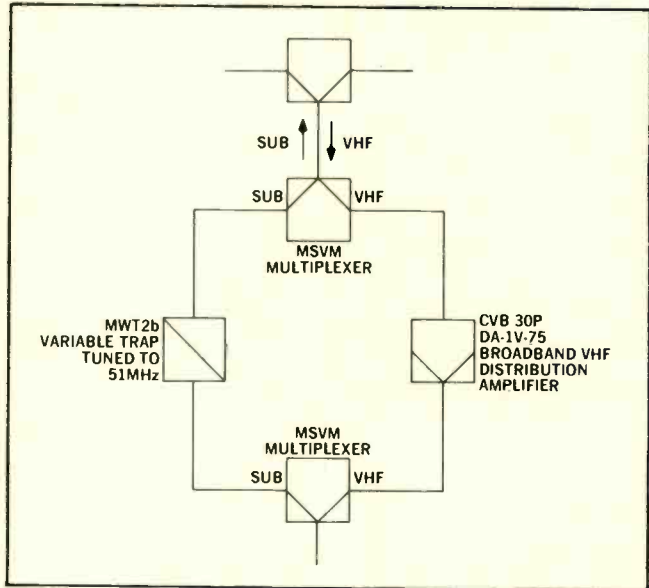 SUB VHF
SUB VHF
MSVM
MULTIPLEXER
MWT2b
VARIABLE TRAP
TUNED TO
51MHz
CVB 30P
DA-1V-75
BROADBAND VHF
DISTRIBUTION
AMPLIFIER
MSVM
MULTIPLEXER
SUB VHF